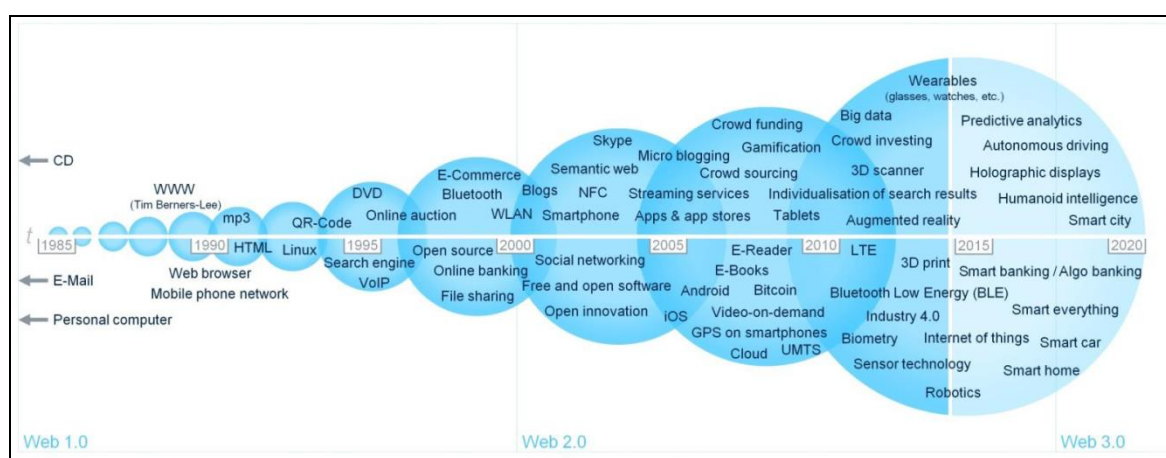 Wearables
(glasses, watches, etc.)
Big data
Predictive analytics
Crowd funding
Skype
Gamification
Crowd investing
Autonomous driving
Micro blogging
CD
E-Commerce
Semantic web
Crowd sourcing
3D scanner
Holographic displays
WWW
(Tim Berners-Lee)
DVD
Bluetooth
Blogs
NFC
Streaming services
Individualisation of search results
Humanoid intelligence
mp3
QR-Code
Online auction
WLAN
Smartphone
Apps & app stores
Tablets
Augmented reality
Smart city
t
1985
1990
1995
2000
2005
2010
2015
2020
HTML
Linux
Search engine
Open source
Social networking
E-Reader
LTE
3D print
Web browser
VoIP
Online banking
E-Books
Smart banking / Algo banking
E-Mail
Mobile phone network
File sharing
Free and open software
Android
Bitcoin
Bluetooth Low Energy (BLE)
Open innovation
iOS
Video-on-demand
Industry 4.0
Smart everything
Personal computer
GPS on smartphones
Biometry
Internet of things
Smart car
Cloud
UMTS
Sensor technology
Smart home
Robotics
Web 1.0
Web 2.0
Web 3.0